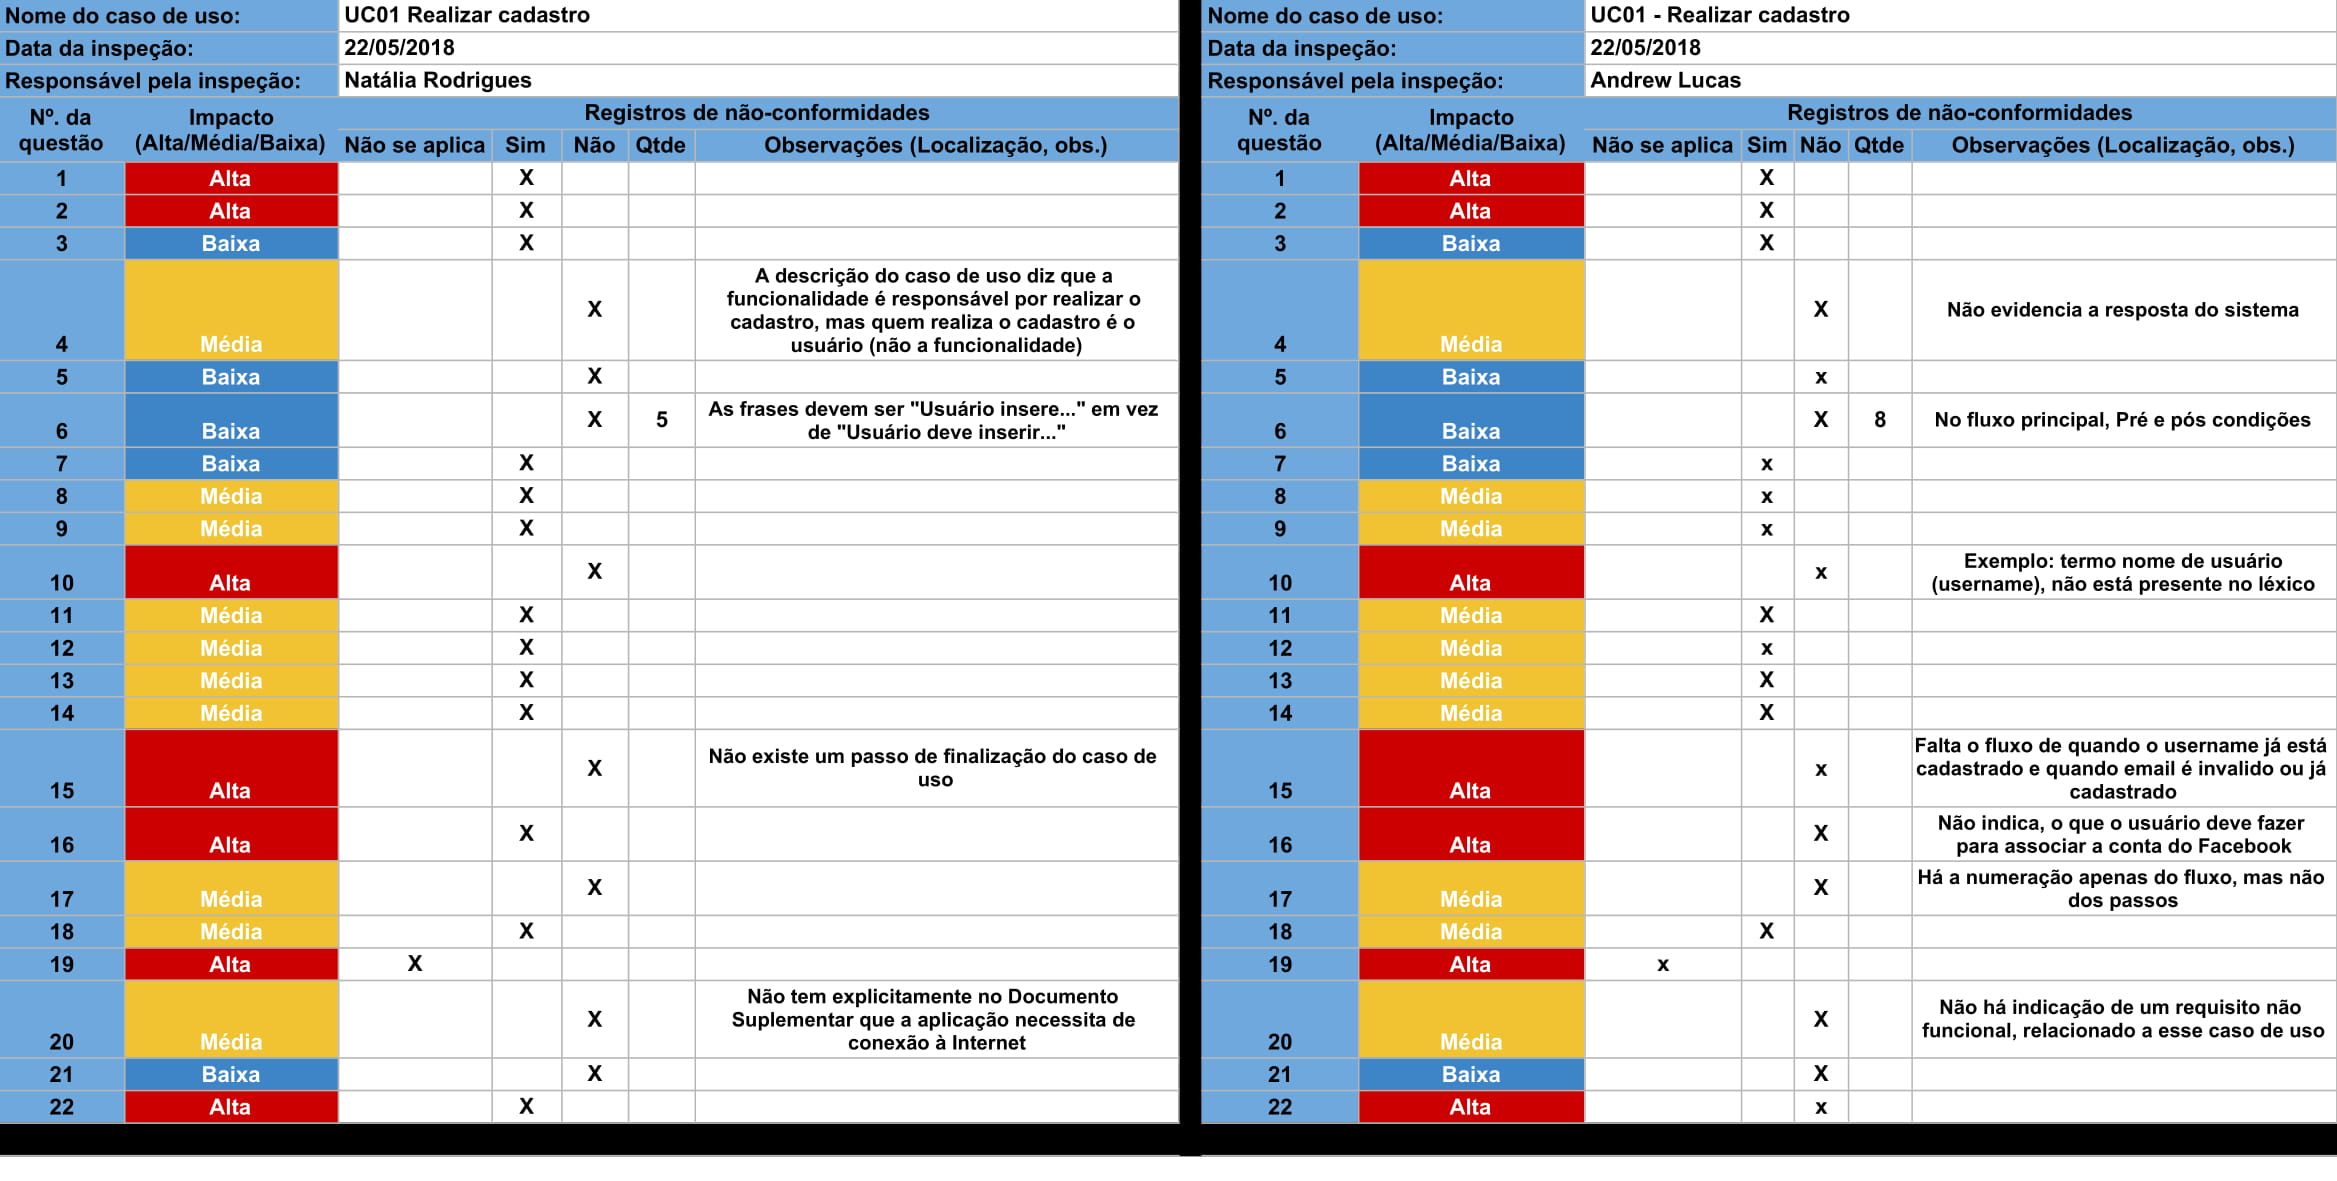 Nome do caso de uso: UC01 Realizar cadastro
Data da inspeção: 22/05/2018
Responsável pela inspeção: Natália Rodrigues
Nº. da questão Impacto (Alta/Média/Baixa) Registros de não-conformidades
Não se aplica Sim Não Qtde Observações (Localização, obs.)
1 Alta X
2 Alta X
3 Baixa X
4 Média X A descrição do caso de uso diz que a
funcionalidade é responsável por realizar o
cadastro, mas quem realiza o cadastro é o
usuário (não a funcionalidade)
5 Baixa X
6 Baixa X 5 As frases devem ser "Usuário insere..." em vez
de "Usuário deve inserir..."
7 Baixa X
8 Média X
9 Média X
10 Alta X
11 Média X
12 Média X
13 Média X
14 Média X
15 Alta X Não existe um passo de finalização do caso de
uso
16 Alta X
17 Média X
18 Média X
19 Alta X
20 Média X Não tem explicitamente no Documento
Suplementar que a aplicação necessita de
conexão à Internet
21 Baixa X
22 Alta X
Nome do caso de uso: UC01 - Realizar cadastro
Data da inspeção: 22/05/2018
Responsável pela inspeção: Andrew Lucas
Nº. da questão Impacto (Alta/Média/Baixa) Registros de não-conformidades
Não se aplica Sim Não Qtde Observações (Localização, obs.)
1 Alta X
2 Alta X
3 Baixa X
4 Média X Não evidencia a resposta do sistema
5 Baixa x
6 Baixa X 8 No fluxo principal, Pré e pós condições
7 Baixa x
8 Média x
9 Média x
10 Alta x Exemplo: termo nome de usuário
(username), não está presente no léxico
11 Média X
12 Média x
13 Média X
14 Média X
15 Alta x Falta o fluxo de quando o username já está
cadastrado e quando email é invalido ou já
cadastrado
16 Alta X Não indica, o que o usuário deve fazer
para associar a conta do Facebook
17 Média X Há a numeração apenas do fluxo, mas não
dos passos
18 Média X
19 Alta x
20 Média X Não há indicação de um requisito não
funcional, relacionado a esse caso de uso
21 Baixa X
22 Alta x